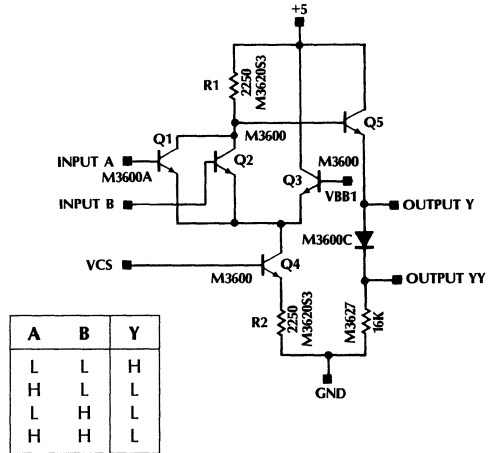 +5
R1
2250
M3620S3
Q1
M3600
Q5
INPUT A
M3600A
Q2
M3600
Q3
VBB1
INPUT B
OUTPUT Y
M3600C
VCS
Q4
M3600
OUTPUT YY
R2
2250
M3620S3
M3627
16K
GND
A B Y
L L H
H L L
L H L
H H L